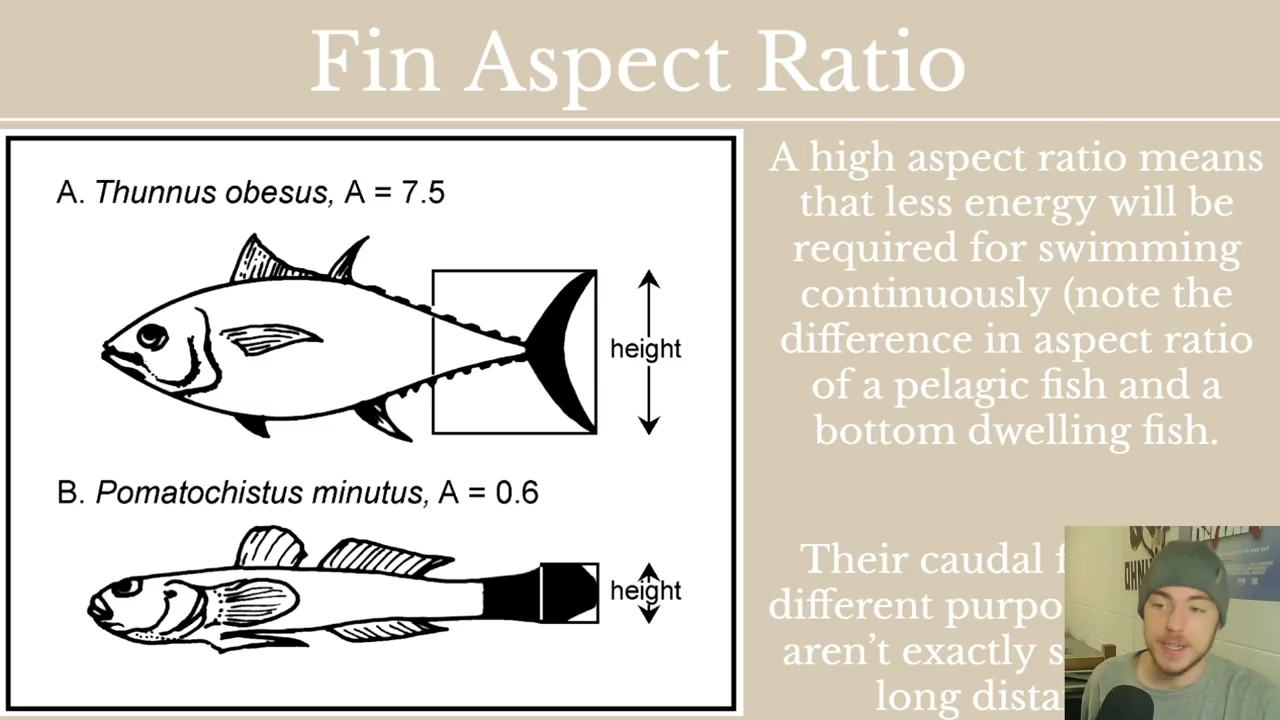 Fin Aspect Ratio
A. Thunnus obesus, A = 7.5
height
B. Pomatochistus minutus, A = 0.6
height
A high aspect ratio means
that less energy will be
required for swimming
continuously (note the
difference in aspect ratio
of a pelagic fish and a
bottom dwelling fish.
Their caudal
different
aren't exactly
long